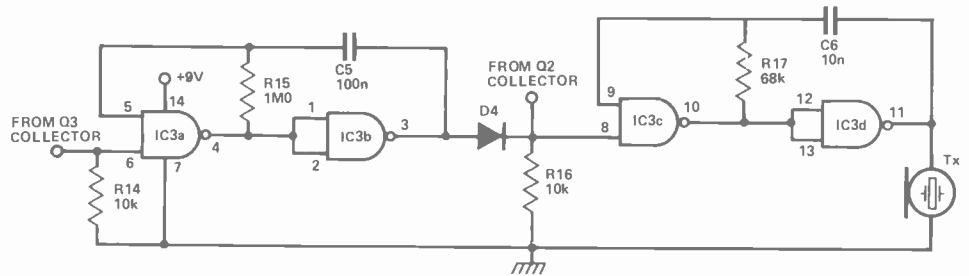 FROM Q3
COLLECTOR
+9V
14
5
6
IC3a
4
7
R14
10k
R15
1M0
C5
100n
1
2
IC3b
3
D4
FROM Q2
COLLECTOR
R16
10k
9
8
IC3c
10
R17
68k
C6
10n
12
13
IC3d
11
Tx